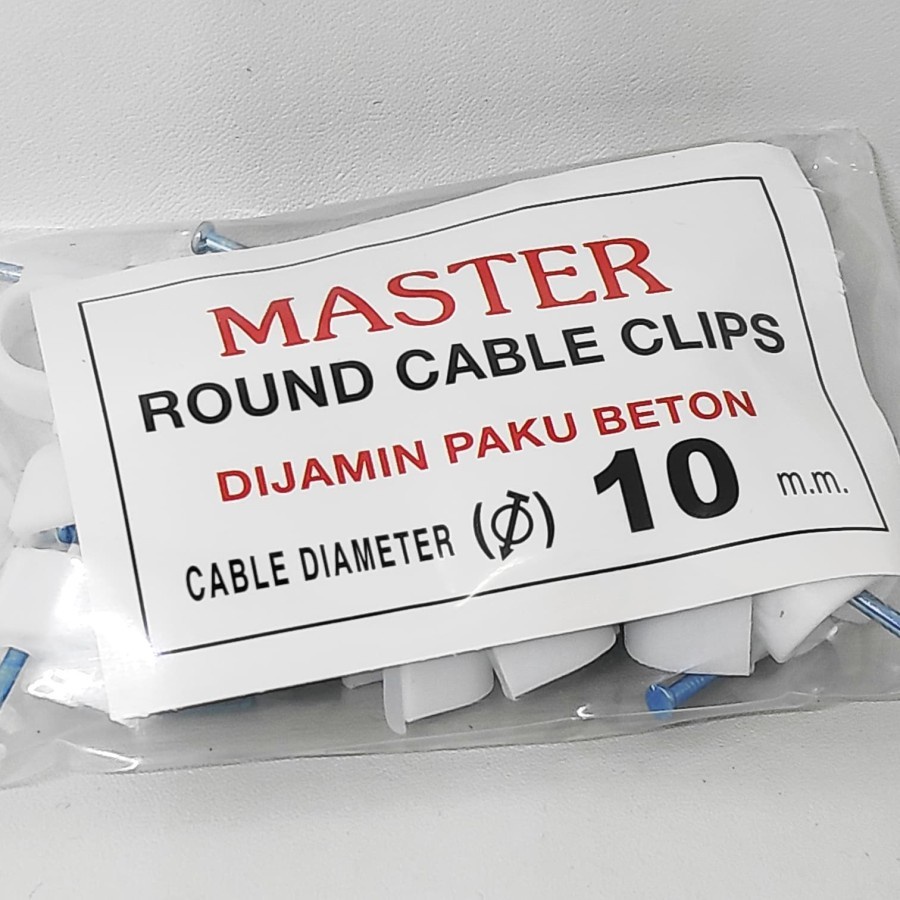 MASTER
ROUND CABLE CLIPS
DIJAMIN PAKU BETON
CABLE DIAMETER (Ø) 10 m.m.